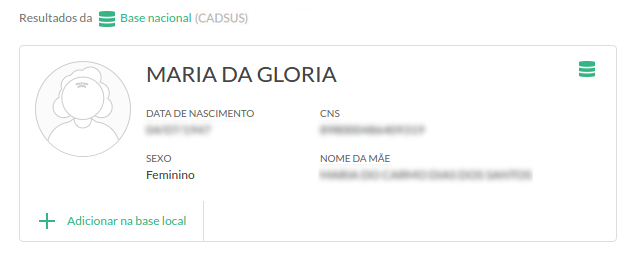 Resultados da Base nacional (CADSUS)
MARIA DA GLORIA
DATA DE NASCIMENTO CNS
SEXO NOME DA MÃE
Feminino
Adicionar na base local